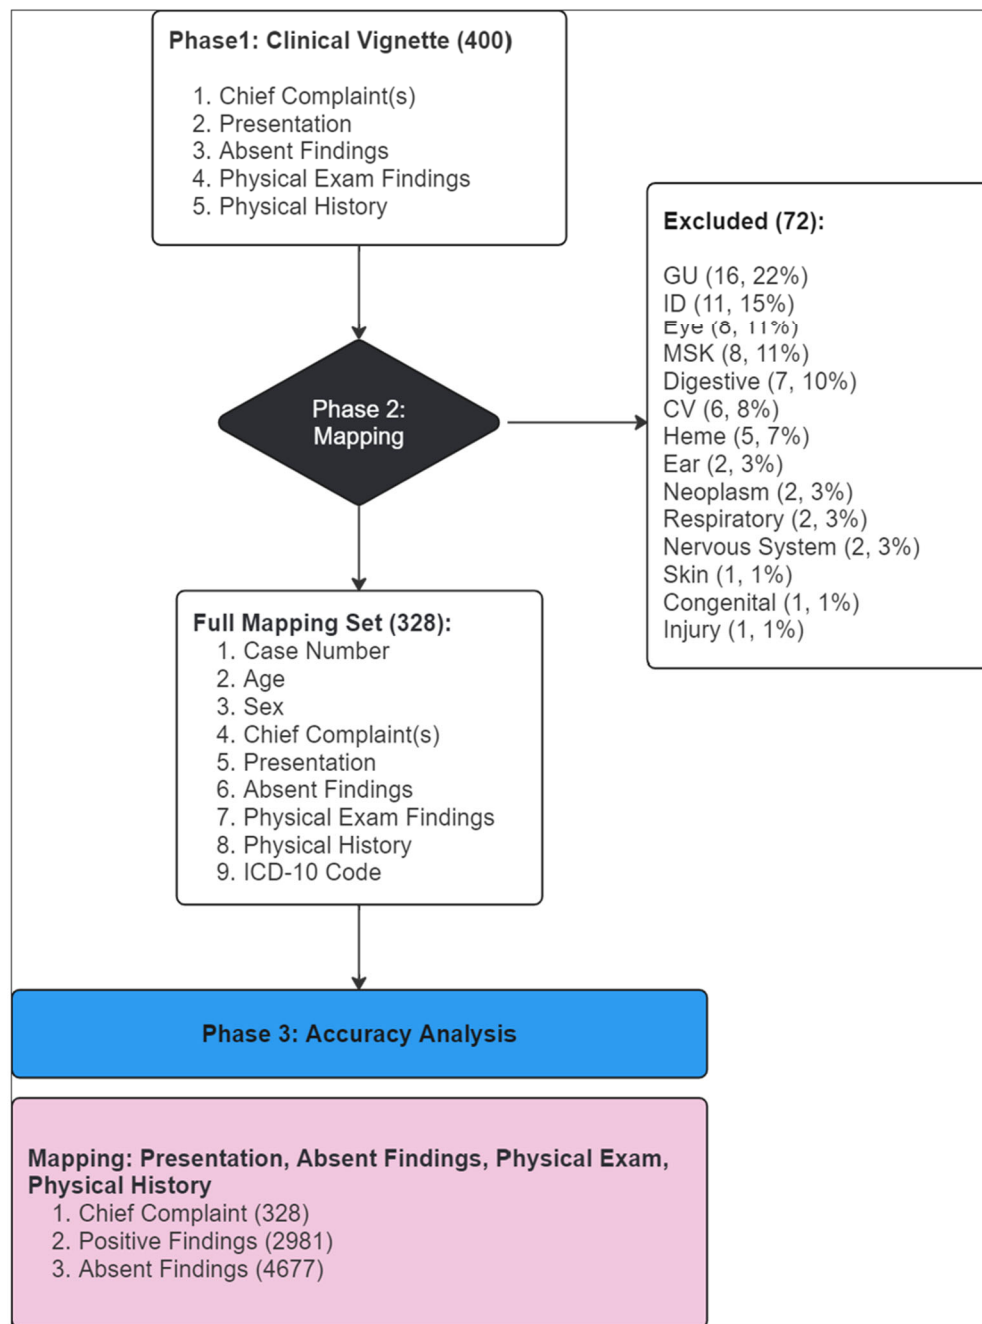 Phase1: Clinical Vignette (400)
1. Chief Complaint(s)
2. Presentation
3. Absent Findings
4. Physical Exam Findings
5. Physical History
Excluded (72):
GU (16, 22%)
ID (11, 15%)
Eye (8, 11%)
MSK (8, 11%)
Digestive (7, 10%)
CV (6, 8%)
Heme (5, 7%)
Ear (2, 3%)
Neoplasm (2, 3%)
Respiratory (2, 3%)
Nervous System (2, 3%)
Skin (1, 1%)
Congenital (1, 1%)
Injury (1, 1%)
Phase 2:
Mapping
Full Mapping Set (328):
1. Case Number
2. Age
3. Sex
4. Chief Complaint(s)
5. Presentation
6. Absent Findings
7. Physical Exam Findings
8. Physical History
9. ICD-10 Code
Phase 3: Accuracy Analysis
Mapping: Presentation, Absent Findings, Physical Exam,
Physical History
1. Chief Complaint (328)
2. Positive Findings (2981)
3. Absent Findings (4677)